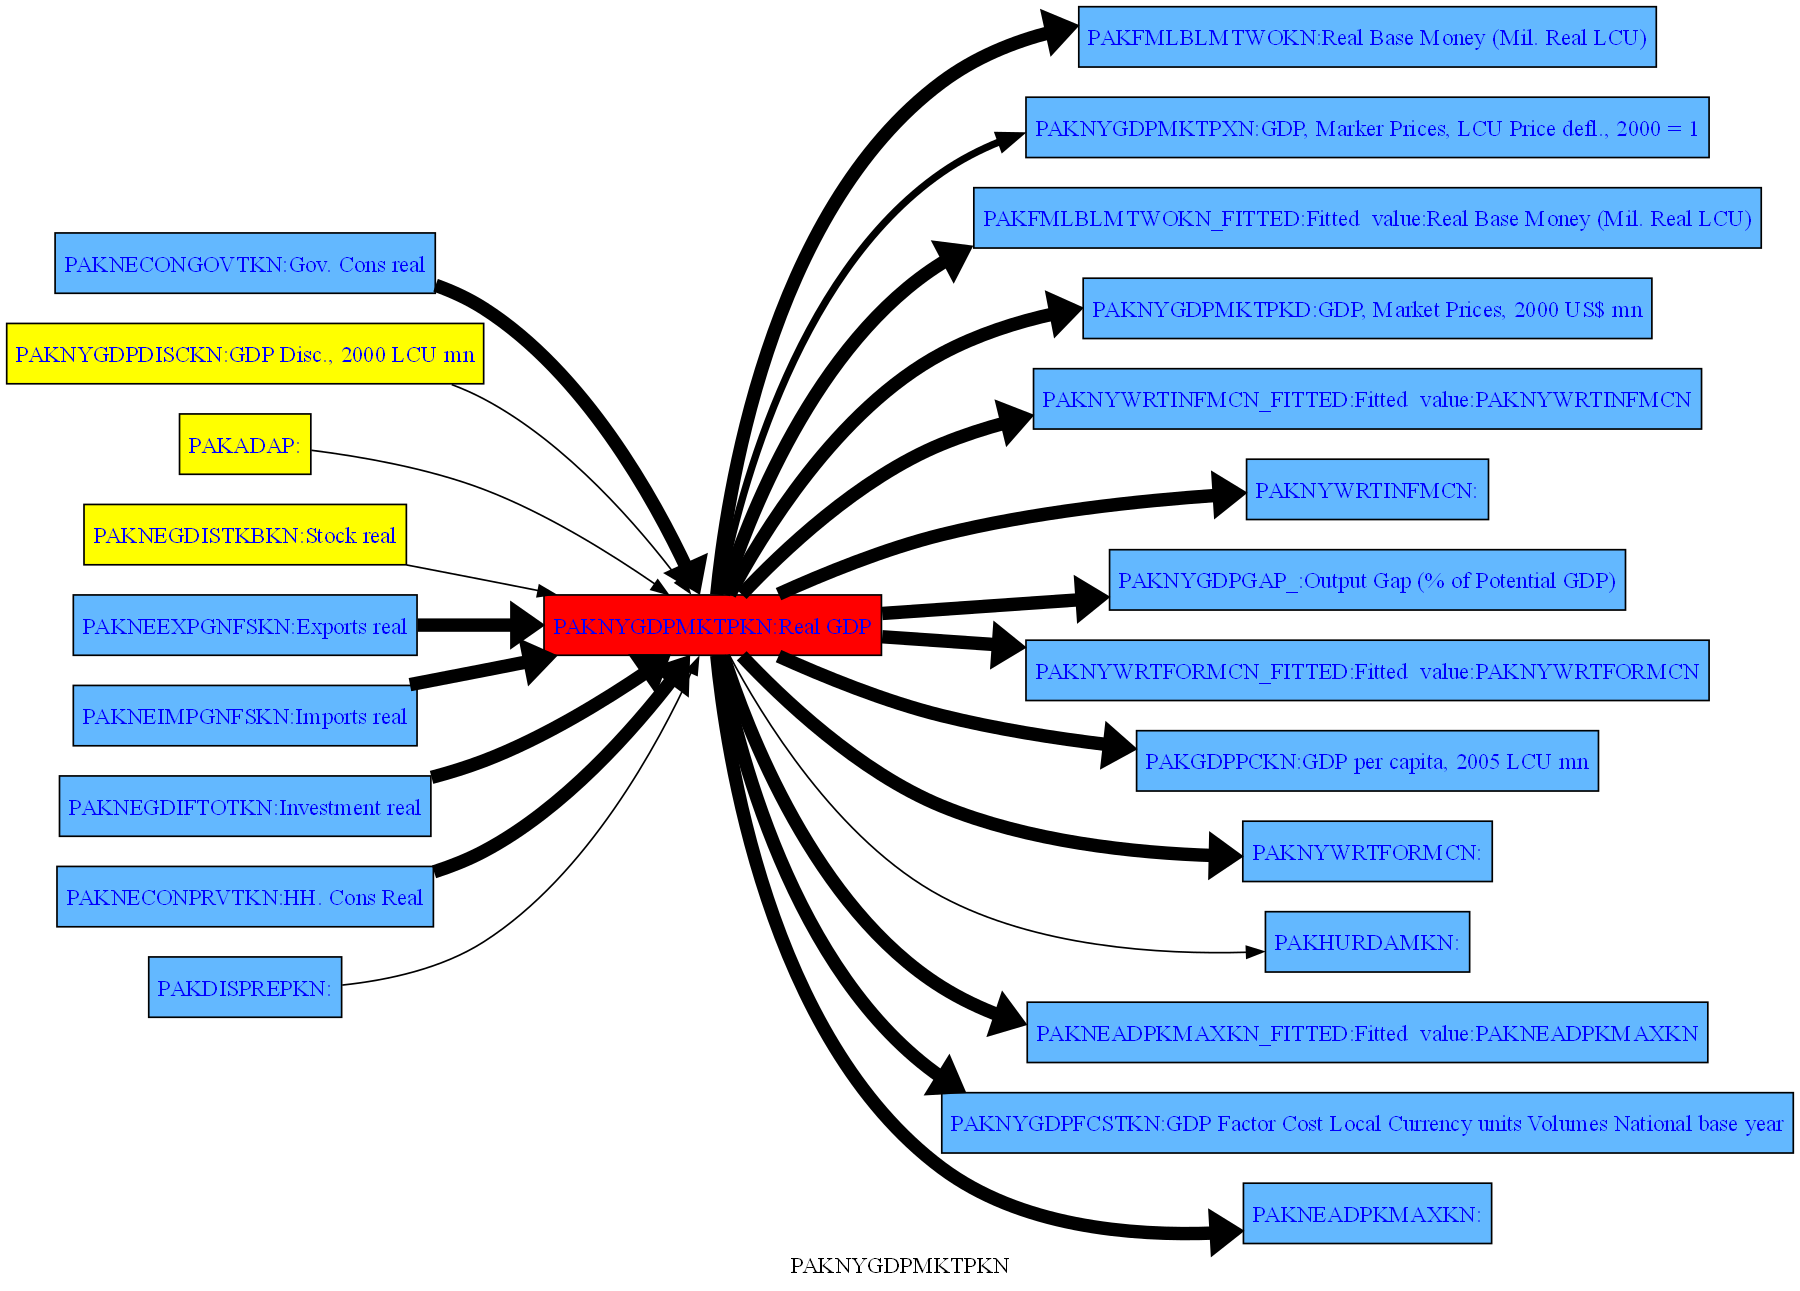 PAKNECONGOVTKN:Gov. Cons real
PAKNYGDPDISCKN:GDP Disc., 2000 LCU mn
PAKADAP:
PAKNEGDISTKBKN:Stock real
PAKNEEXPGNFSKN:Exports real
PAKNEIMPGNFSKN:Imports real
PAKNEGDIFTOTKN:Investment real
PAKNECONPRVTKN:HH. Cons Real
PAKDISPREPKN:
PAKNYGDPMKTPKN:Real GDP
PAKFMLBLMTWOKN:Real Base Money (Mil. Real LCU)
PAKNYGDPMKTPXN:GDP, Marker Prices, LCU Price defl., 2000 = 1
PAKFMLBLMTWOKN_FITTED:Fitted value:Real Base Money (Mil. Real LCU)
PAKNYGDPMKTPKD:GDP, Market Prices, 2000 US$ mn
PAKNYWRTINFMCN_FITTED:Fitted value:PAKNYWRTINFMCN
PAKNYWRTINFMCN:
PAKNYGDPGAP_:Output Gap (% of Potential GDP)
PAKNYWRTFORMCN_FITTED:Fitted value:PAKNYWRTFORMCN
PAKGDPPCKN:GDP per capita, 2005 LCU mn
PAKNYWRTFORMCN:
PAKHURDAMKN:
PAKNEADPKMAXKN_FITTED:Fitted value:PAKNEADPKMAXKN
PAKNYGDPFCSTKN:GDP Factor Cost Local Currency units Volumes National base year
PAKNEADPKMAXKN:
PAKNYGDPMKTPKN